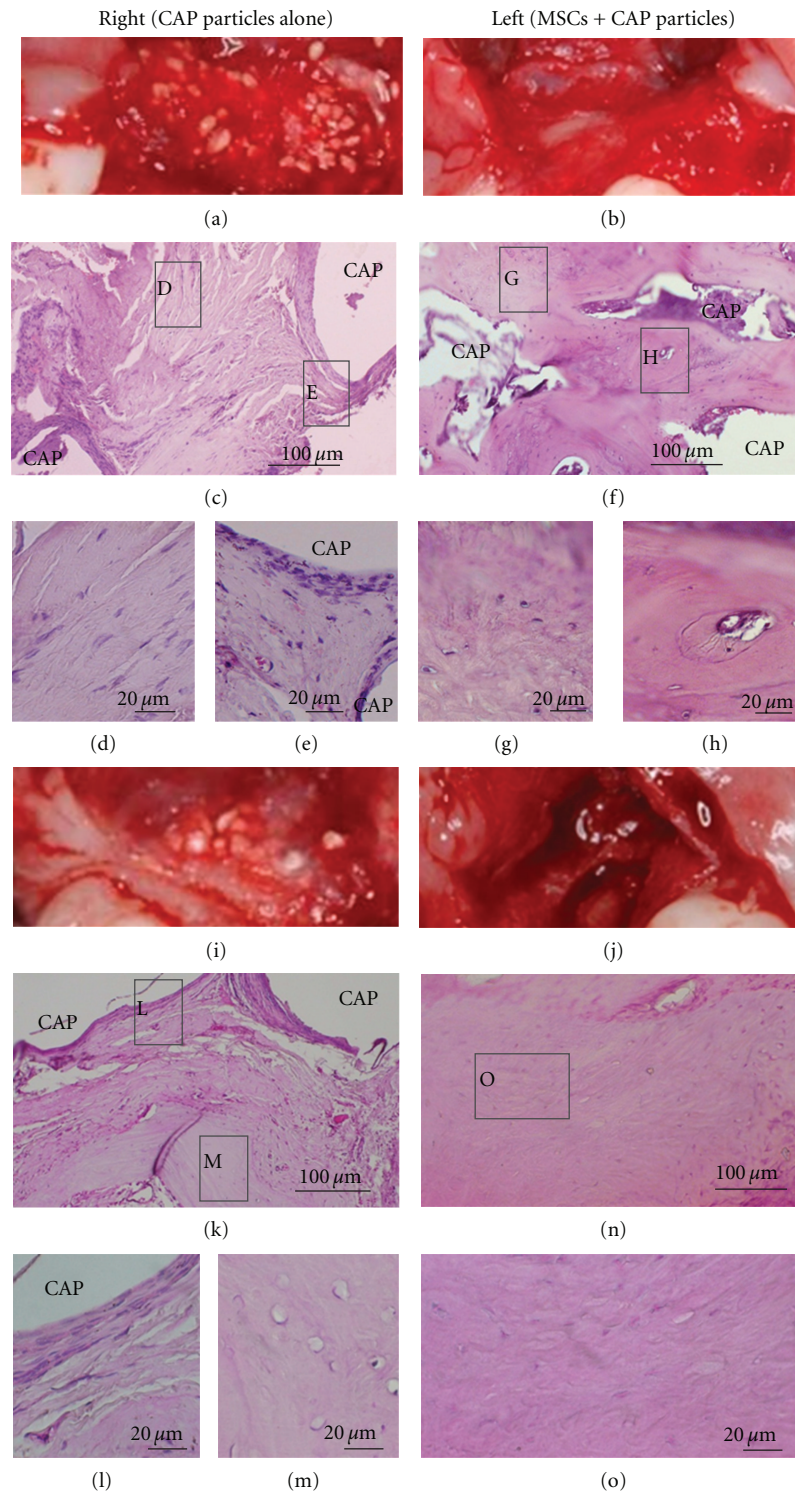 Right (CAP particles alone)
Left (MSCs + CAP particles)
(a)
(b)
D
CAP
E
CAP
100 μm
(c)
G
CAP
CAP
H
CAP
100 μm
(f)
CAP
CAP
20 μm
20 μm
20 μm
20 μm
(d)
(e)
(g)
(h)
(i)
(j)
L
CAP
CAP
M
100 μm
(k)
O
100 μm
(n)
CAP
20 μm
20 μm
20 μm
(l)
(m)
(o)